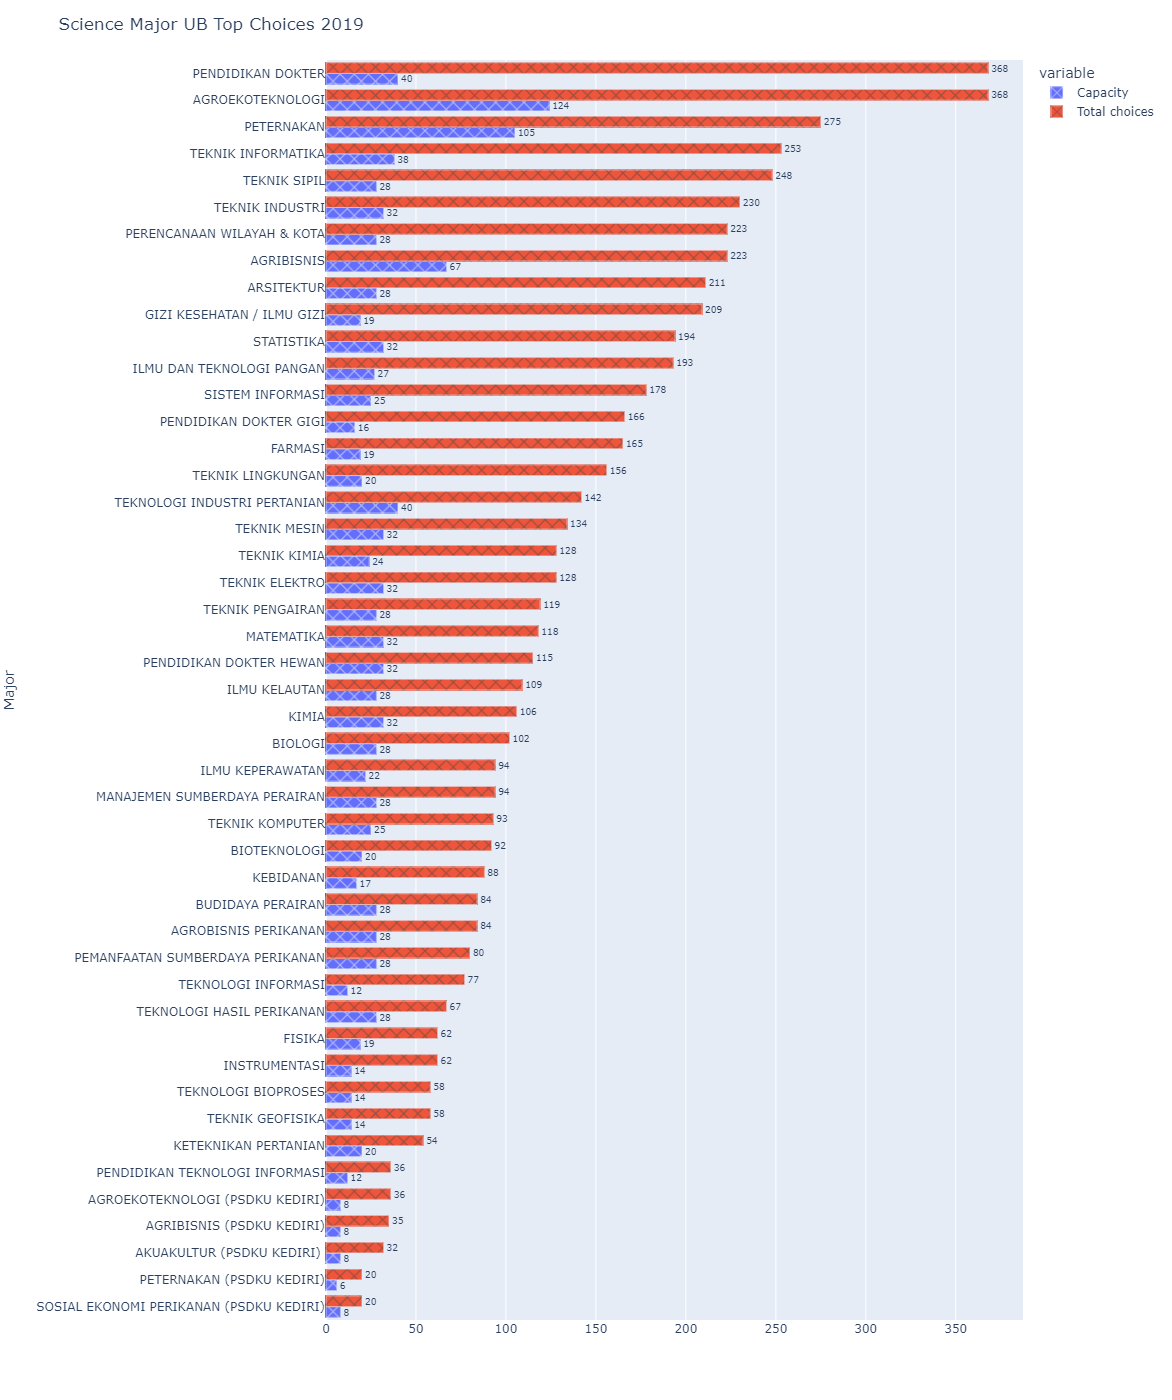 Science Major UB Top Choices 2019
variable
Capacity
Total choices
Major
PENDIDIKAN DOKTER 368
40
AGROEKOTEKNOLOGI 368
124
PETERNAKAN 275
105
TEKNIK INFORMATIKA 253
38
TEKNIK SIPIL 248
28
TEKNIK INDUSTRI 230
32
PERENCANAAN WILAYAH & KOTA 223
28
AGRIBISNIS 223
67
ARSITEKTUR 211
28
GIZI KESEHATAN / ILMU GIZI 209
19
STATISTIKA 194
32
ILMU DAN TEKNOLOGI PANGAN 193
27
SISTEM INFORMASI 178
25
PENDIDIKAN DOKTER GIGI 166
16
FARMASI 165
19
TEKNIK LINGKUNGAN 156
20
TEKNOLOGI INDUSTRI PERTANIAN 142
40
TEKNIK MESIN 134
32
TEKNIK KIMIA 128
24
TEKNIK ELEKTRO 128
32
TEKNIK PENGAIRAN 119
28
MATEMATIKA 118
32
PENDIDIKAN DOKTER HEWAN 115
32
ILMU KELAUTAN 109
28
KIMIA 106
32
BIOLOGI 102
28
ILMU KEPERAWATAN 94
22
MANAJEMEN SUMBERDAYA PERAIRAN 94
28
TEKNIK KOMPUTER 93
25
BIOTEKNOLOGI 92
20
KEBIDANAN 88
17
BUDIDAYA PERAIRAN 84
28
AGROBISNIS PERIKANAN 84
28
PEMANFAATAN SUMBERDAYA PERIKANAN 80
28
TEKNOLOGI INFORMASI 77
12
TEKNOLOGI HASIL PERIKANAN 67
28
FISIKA 62
19
INSTRUMENTASI 62
14
TEKNOLOGI BIOPROSES 58
14
TEKNIK GEOFISIKA 58
14
KETEKNIKAN PERTANIAN 54
20
PENDIDIKAN TEKNOLOGI INFORMASI 36
12
AGROEKOTEKNOLOGI (PSDKU KEDIRI) 36
8
AGRIBISNIS (PSDKU KEDIRI) 35
8
AKUAKULTUR (PSDKU KEDIRI) 32
8
PETERNAKAN (PSDKU KEDIRI) 20
6
SOSIAL EKONOMI PERIKANAN (PSDKU KEDIRI) 20
8
0 50 100 150 200 250 300 350